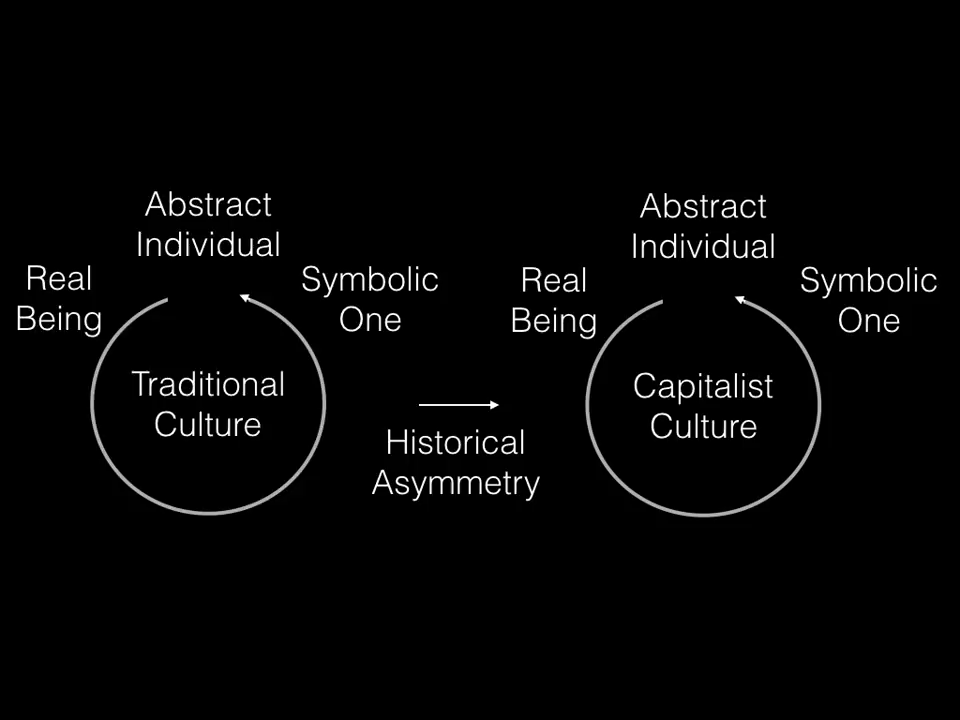 Abstract
Individual
Real
Being
Symbolic
One
Traditional
Culture
Historical
Asymmetry
Abstract
Individual
Real
Being
Symbolic
One
Capitalist
Culture